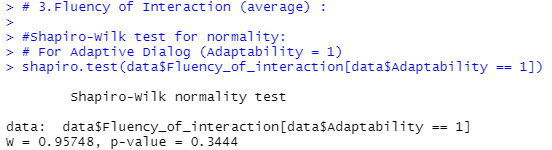 > # 3.Fluency of Interaction (average) :
>
> #Shapiro-Wilk test for normality:
> # For Adaptive Dialog (Adaptability = 1)
> shapiro.test(data$Fluency_of_interaction[data$Adaptability == 1])
Shapiro-Wilk normality test
data:  data$Fluency_of_interaction[data$Adaptability == 1]
W = 0.95748, p-value = 0.3444